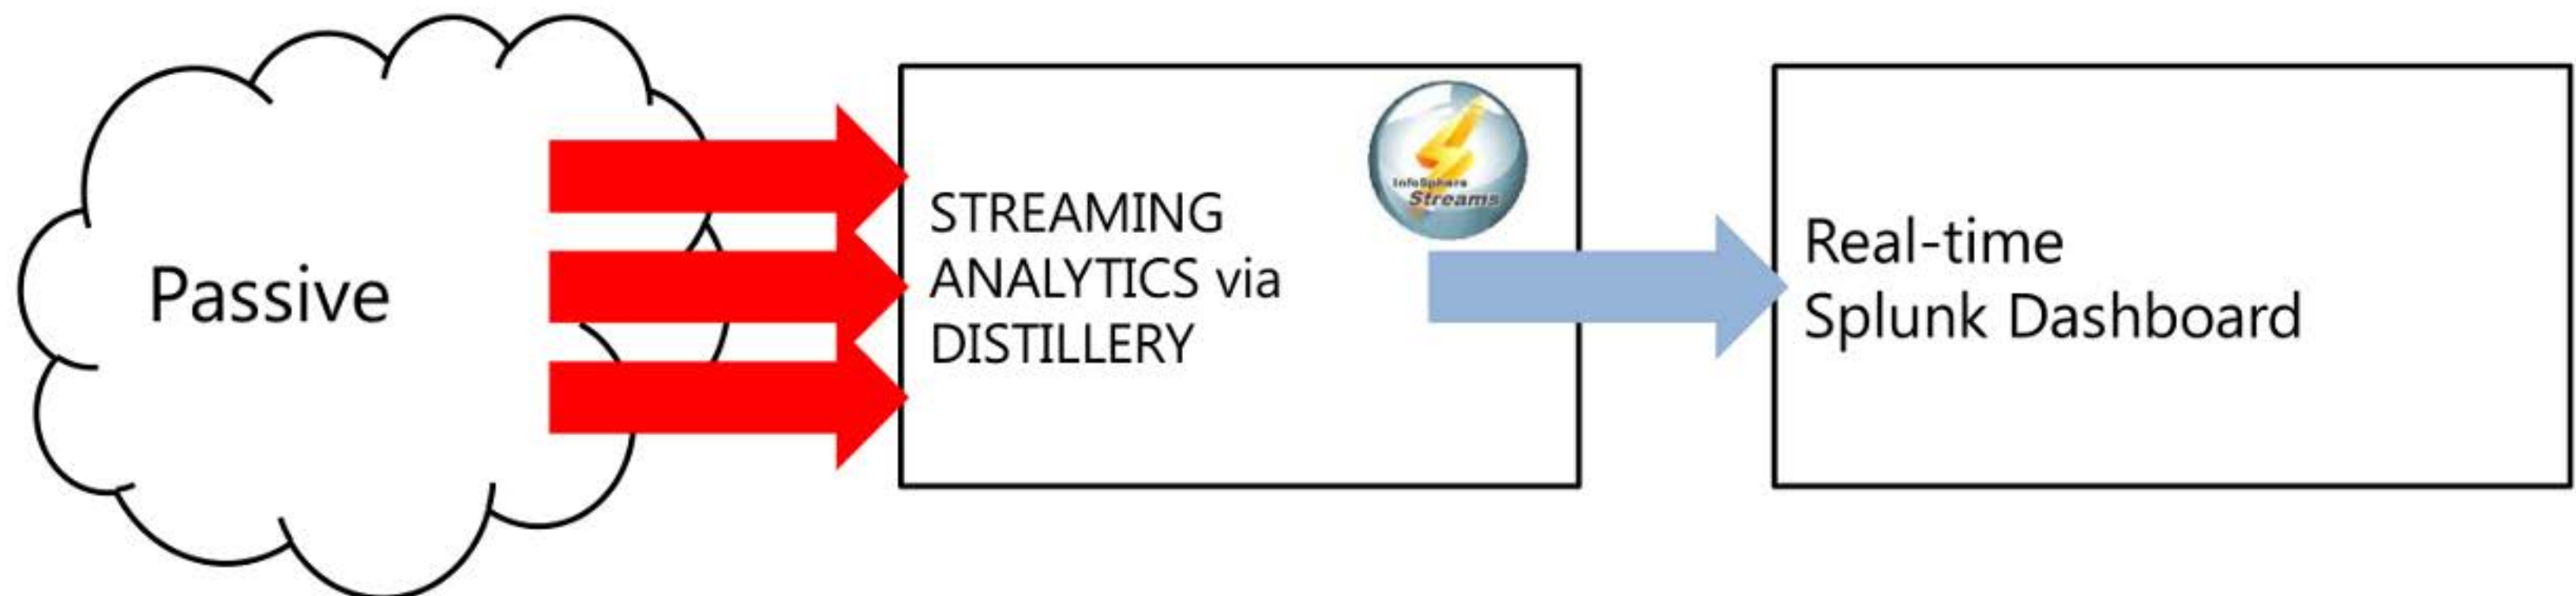 Passive
STREAMING
ANALYTICS via
DISTILLERY
InfoSphere
Streams
Real-time
Splunk Dashboard